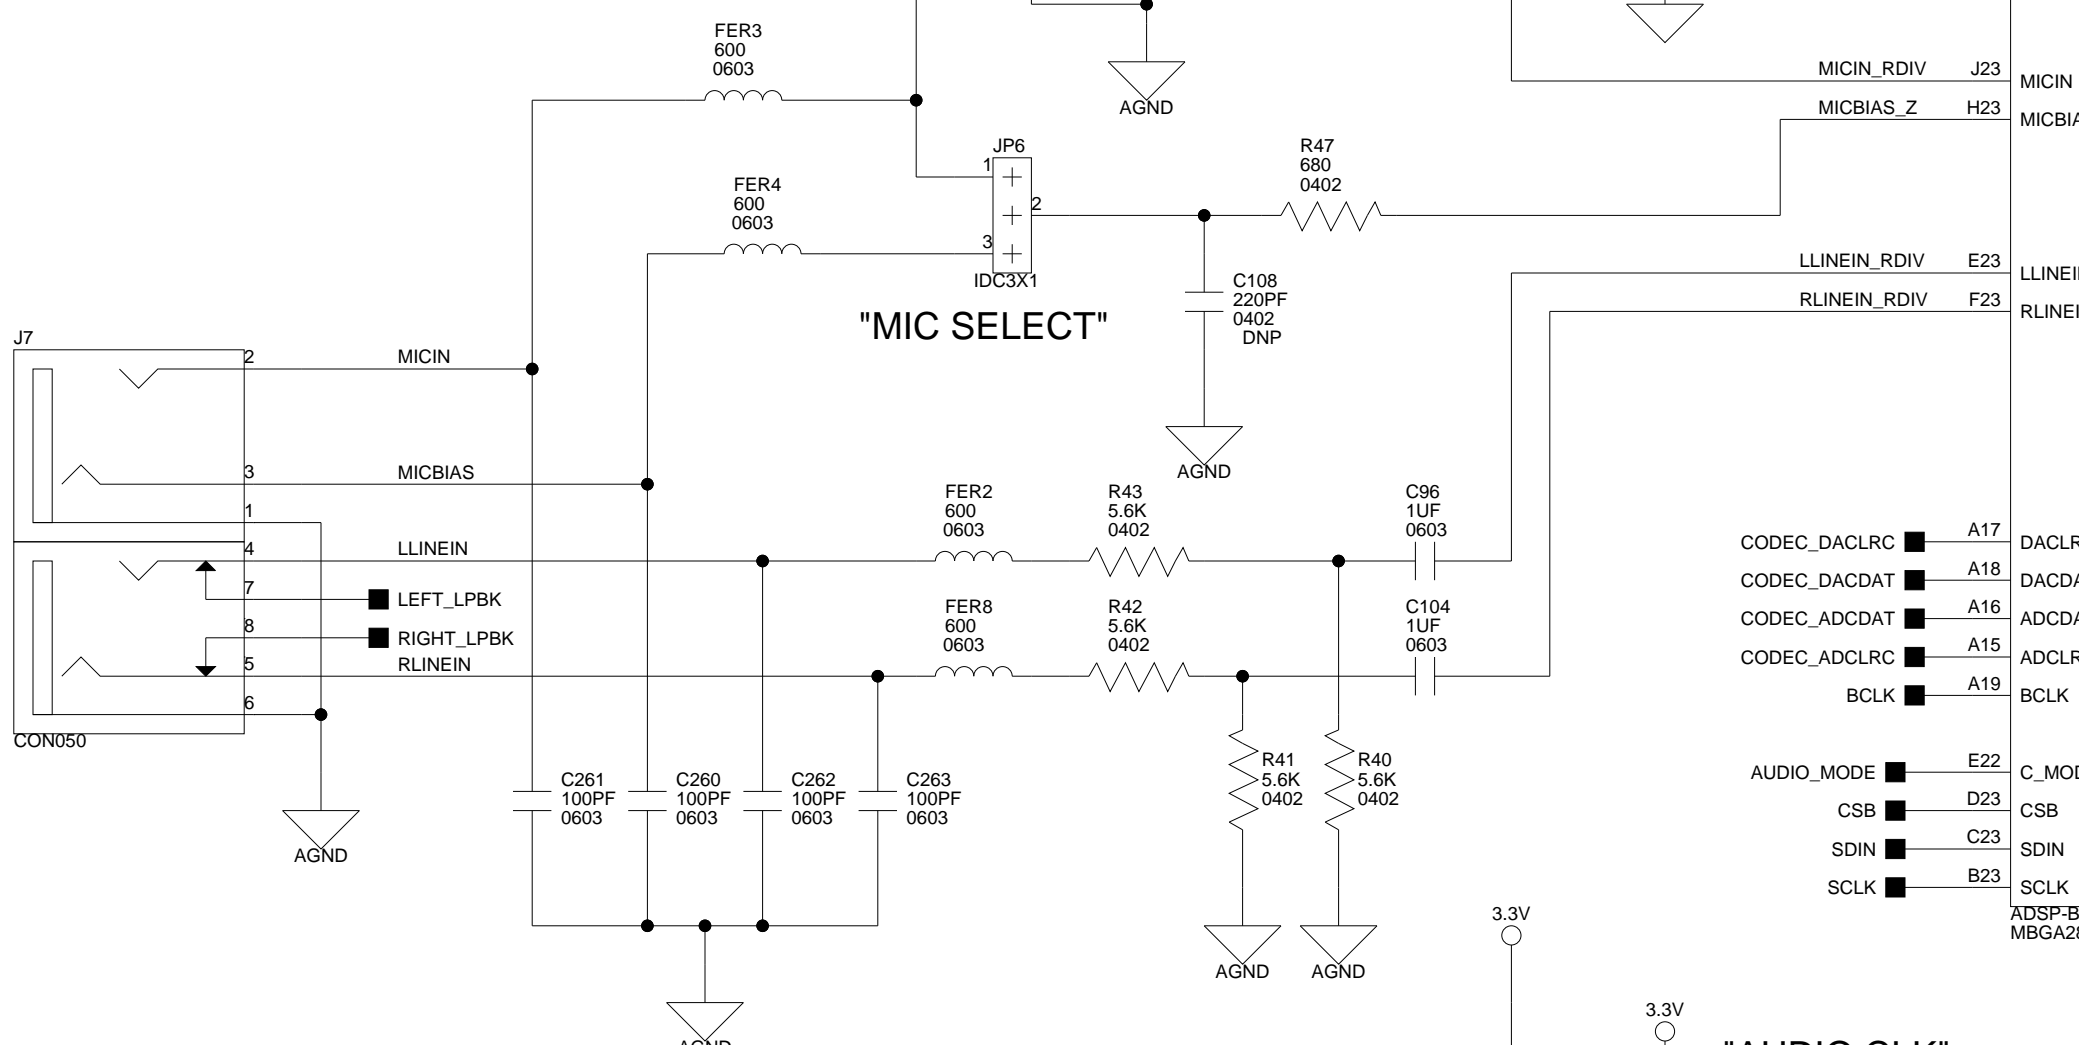 FER3
600
0603
AGND
MICIN_RDIV
J23
MICIN
MICBIAS_Z
H23
JP6
1
2
3
IDC3X1
R47
680
0402
FER4
600
0603
"MIC SELECT"
C108
220PF
0402
DNP
AGND
LLINEIN_RDIV
E23
RLINEIN_RDIV
F23
J7
2
MICIN
3
MICBIAS
1
4
LLINEIN
7
LEFT_LPBK
8
RIGHT_LPBK
5
RLINEIN
6
CON050
AGND
FER2
600
0603
R43
5.6K
0402
C96
1UF
0603
FER8
600
0603
R42
5.6K
0402
C104
1UF
0603
C261
100PF
0603
C260
100PF
0603
C262
100PF
0603
C263
100PF
0603
R41
5.6K
0402
R40
5.6K
0402
AGND
AGND
CODEC_DACLRC
A17
CODEC_DACDAT
A18
CODEC_ADCDAT
A16
CODEC_ADCLRC
A15
BCLK
A19
BCLK
AUDIO_MODE
E22
CSB
D23
CSB
SDIN
C23
SDIN
SCLK
B23
SCLK
3.3V
3.3V